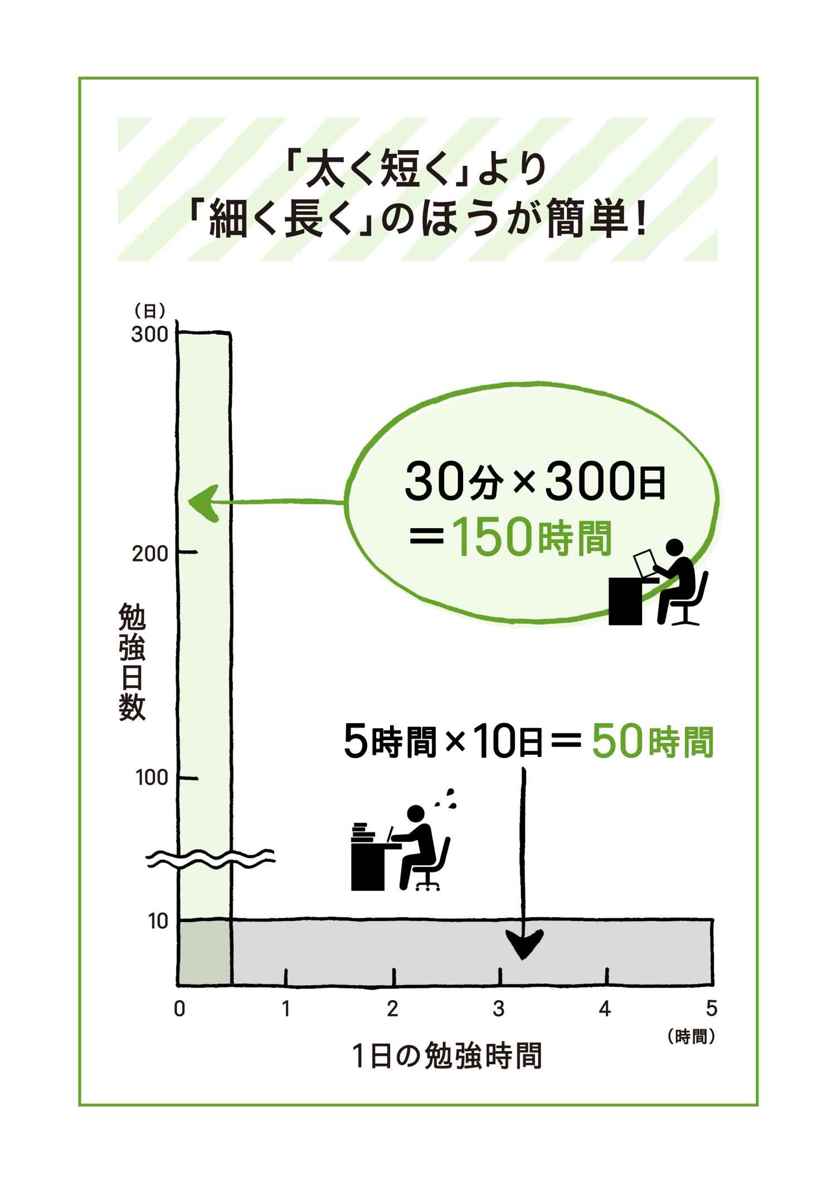 「太く短く」より
「細く長く」のほうが簡単！
（日）
300
30分×300日
＝150時間
200
勉強日数
5時間×10日＝50時間
100
10
0 1 2 3 4 5
（時間）
1日の勉強時間